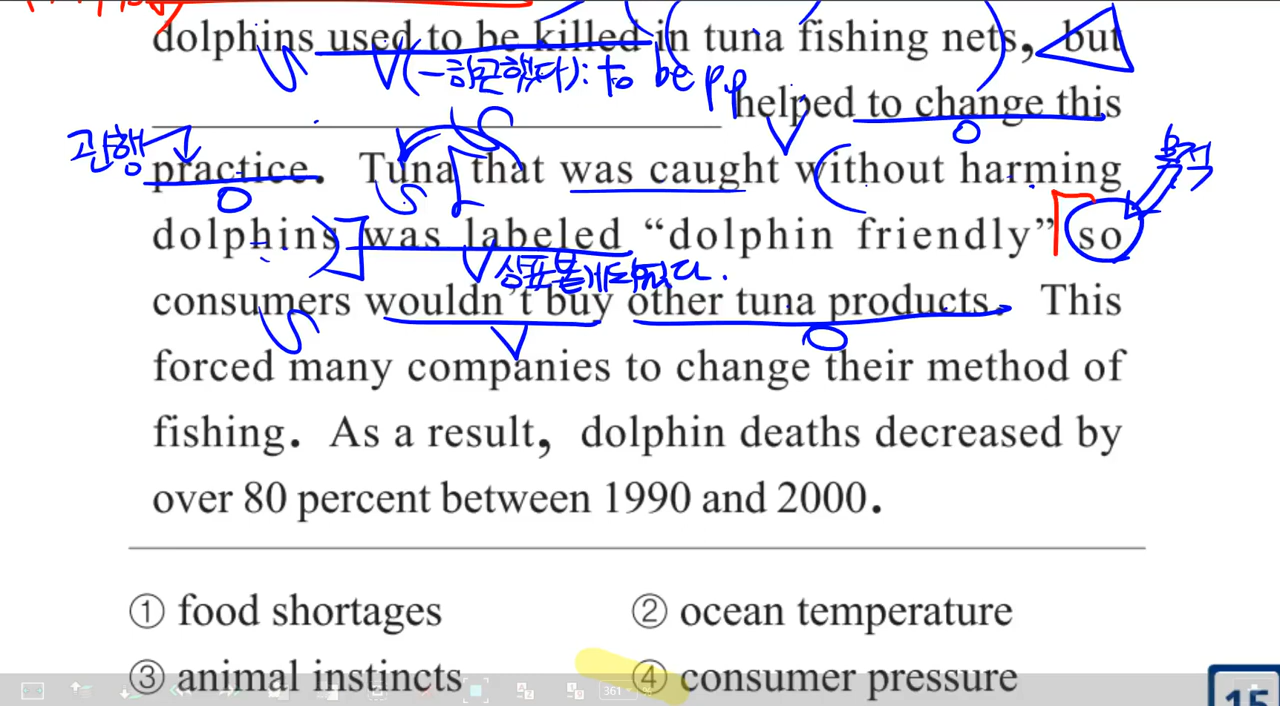 dolphins used to be killed in tuna fishing nets, but
S V (-하곤했다): to be p.p
helped to change this
관행 S V O
practice. Tuna that was caught without harming
O S 목적
dolphins was labeled “dolphin friendly” so
V 상표붙게되었다.
consumers wouldn’t buy other tuna products. This
S V O
forced many companies to change their method of
fishing. As a result, dolphin deaths decreased by
over 80 percent between 1990 and 2000.
① food shortages ② ocean temperature
③ animal instincts ④ consumer pressure
361
15